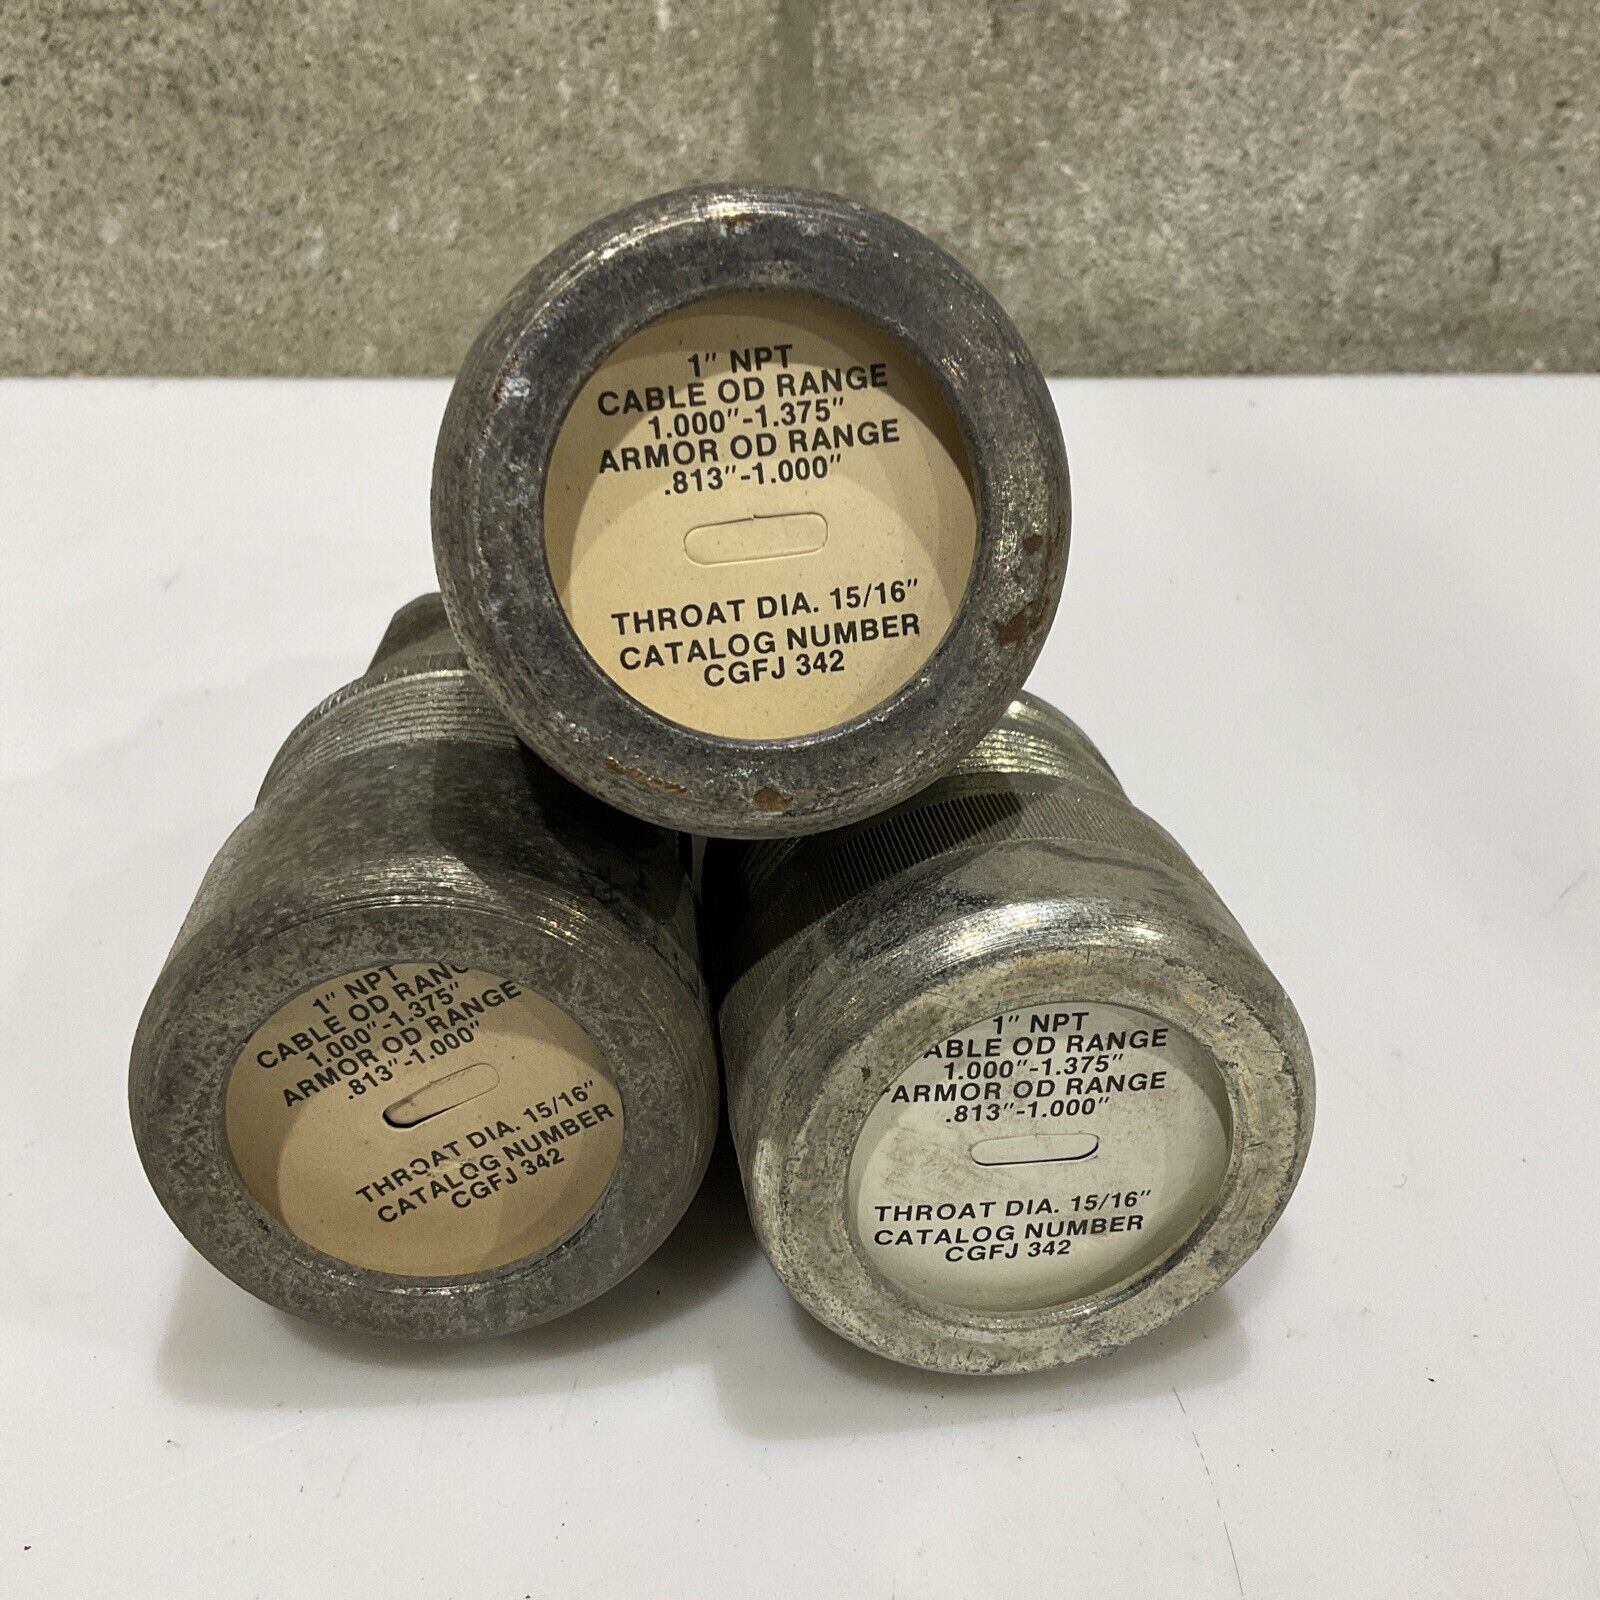 1" NPT
CABLE OD RANGE
1.000"-1.375"
ARMOR OD RANGE
.813"-1.000"
THROAT DIA. 15/16"
CATALOG NUMBER
CGFJ 342
1" NPT
CABLE OD RANG
1.000"-1.375"
ARMOR OD RANGE
.813"-1.000"
THROAT DIA. 15/16"
CATALOG NUMBER
CGFJ 342
1" NPT
ABLE OD RANGE
1.000"-1.375"
ARMOR OD RANGE
.813"-1.000"
THROAT DIA. 15/16"
CATALOG NUMBER
CGFJ 342